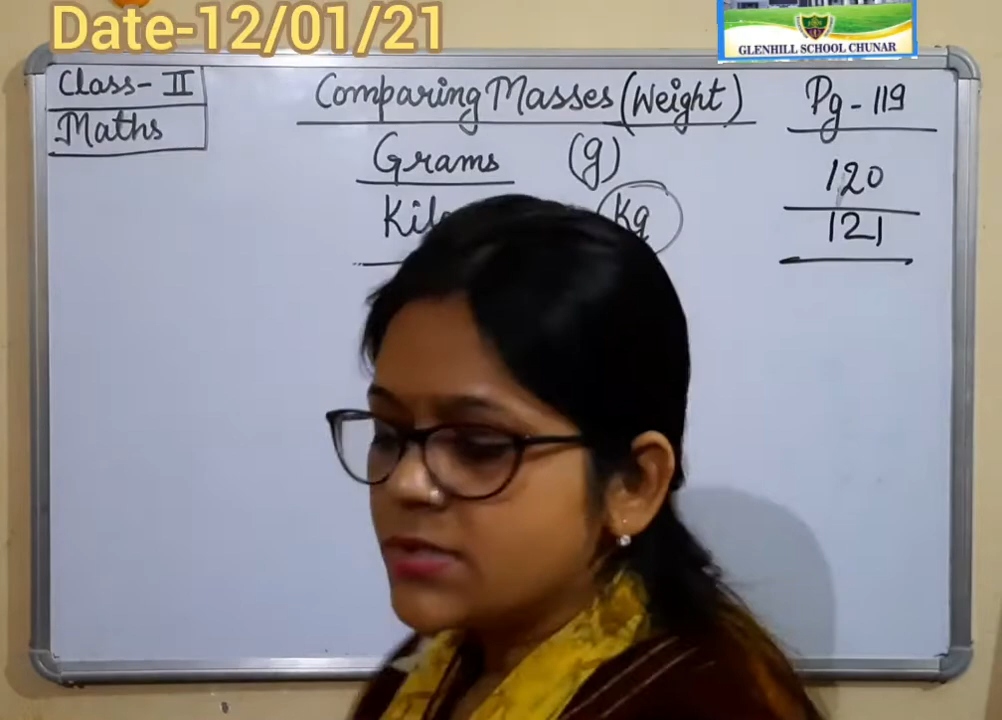 Date-12/01/21
GLENHILL SCHOOL CHUNAR
Class- II
Maths
Comparing Masses (Weight)
Pg - 119
Grams (g)
120
Kg
121